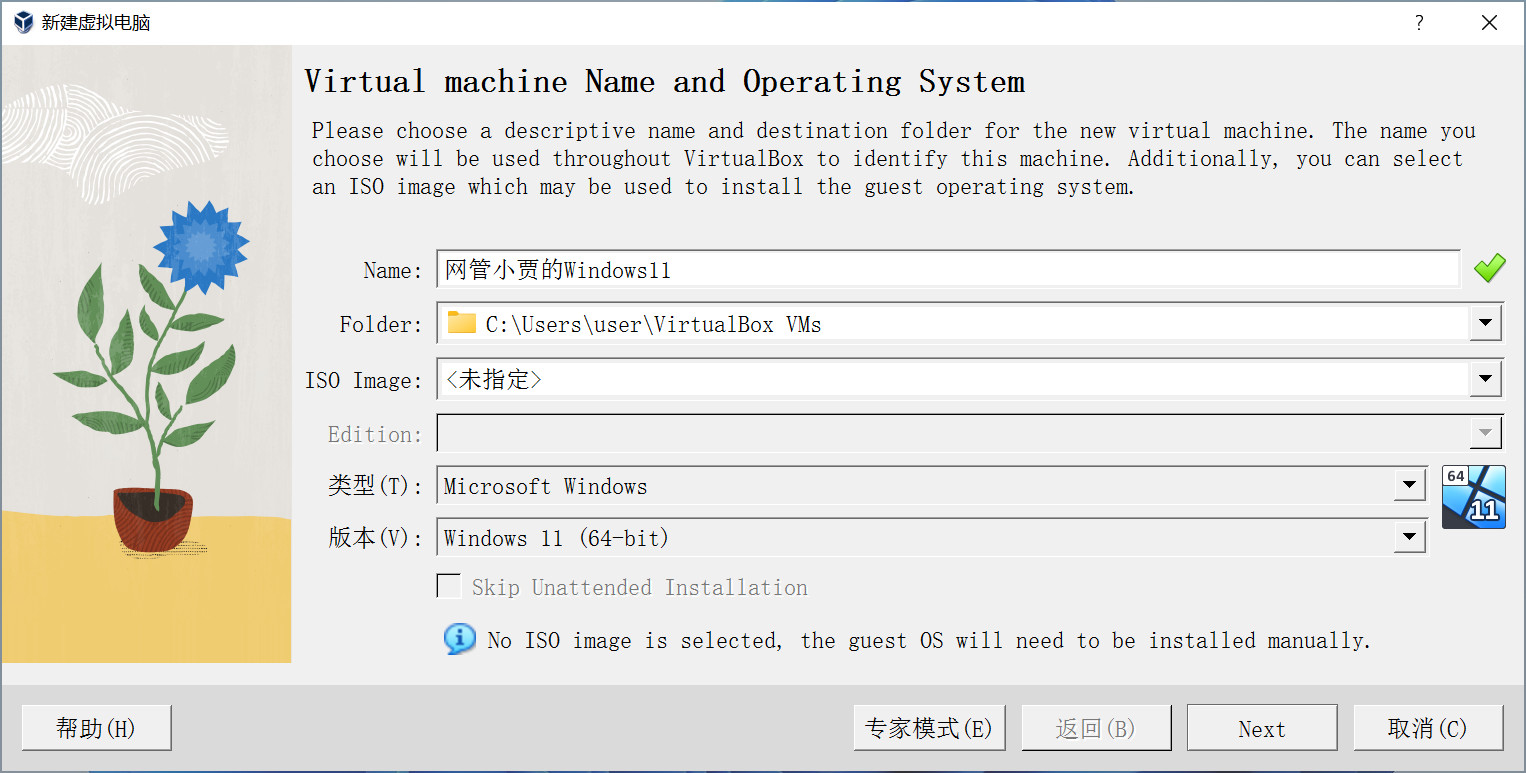 新建虚拟电脑
?
Virtual machine Name and Operating System
Please choose a descriptive name and destination folder for the new virtual machine. The name you
choose will be used throughout VirtualBox to identify this machine. Additionally, you can select
an ISO image which may be used to install the guest operating system.
Name: 网管小贾的Windows11
Folder: C:\Users\user\VirtualBox VMs
ISO Image: <未指定>
Edition:
类型(T): Microsoft Windows
64
11
版本(V): Windows 11 (64-bit)
Skip Unattended Installation
No ISO image is selected, the guest OS will need to be installed manually.
帮助(H) 专家模式(E) 返回(B) Next 取消(C)